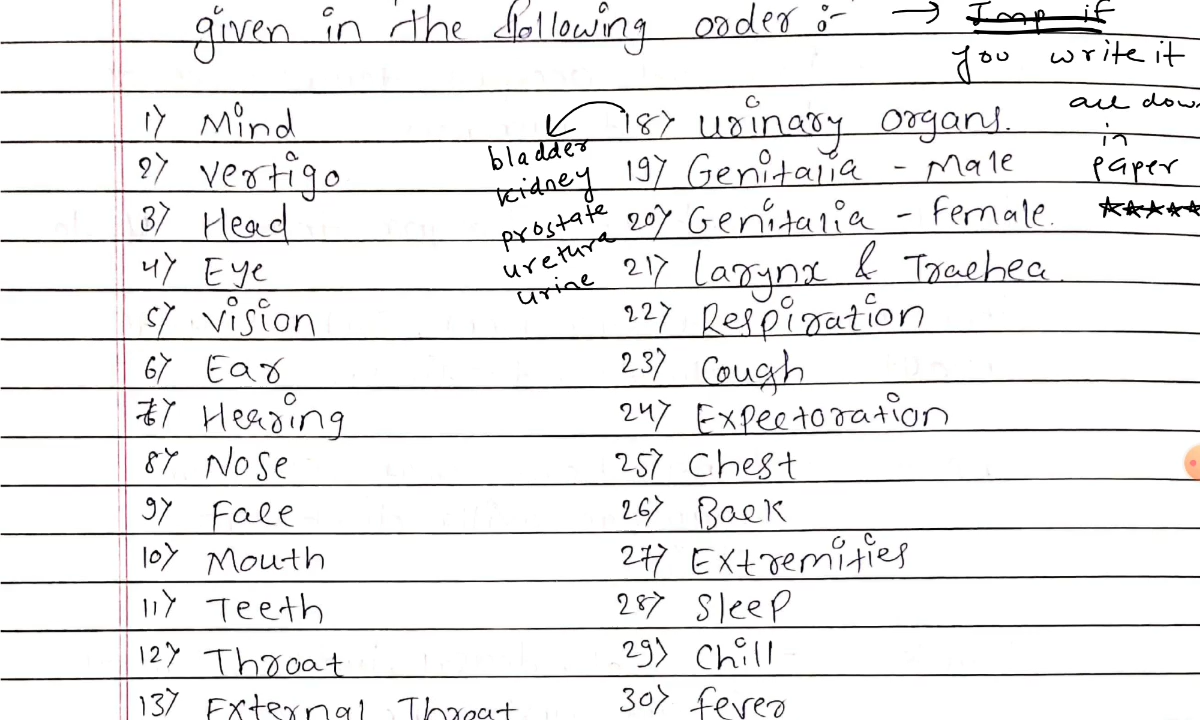 given in the following order :- → Imp if
you write it
all down
in
paper
*****
1) Mind
2) Vertigo
3) Head
4) Eye
5) Vision
6) Ear
7) Hearing
8) Nose
9) Face
10) Mouth
11) Teeth
12) Throat
13) External Throat
18) urinary organs.
bladder
kidney
prostate
uretura
urine
19) Genitalia - Male
20) Genitalia - female.
21) Larynx & Trachea.
22) Respiration
23) Cough
24) Expectoration
25) Chest
26) Back
27) Extremities
28) Sleep
29) Chill
30) fever